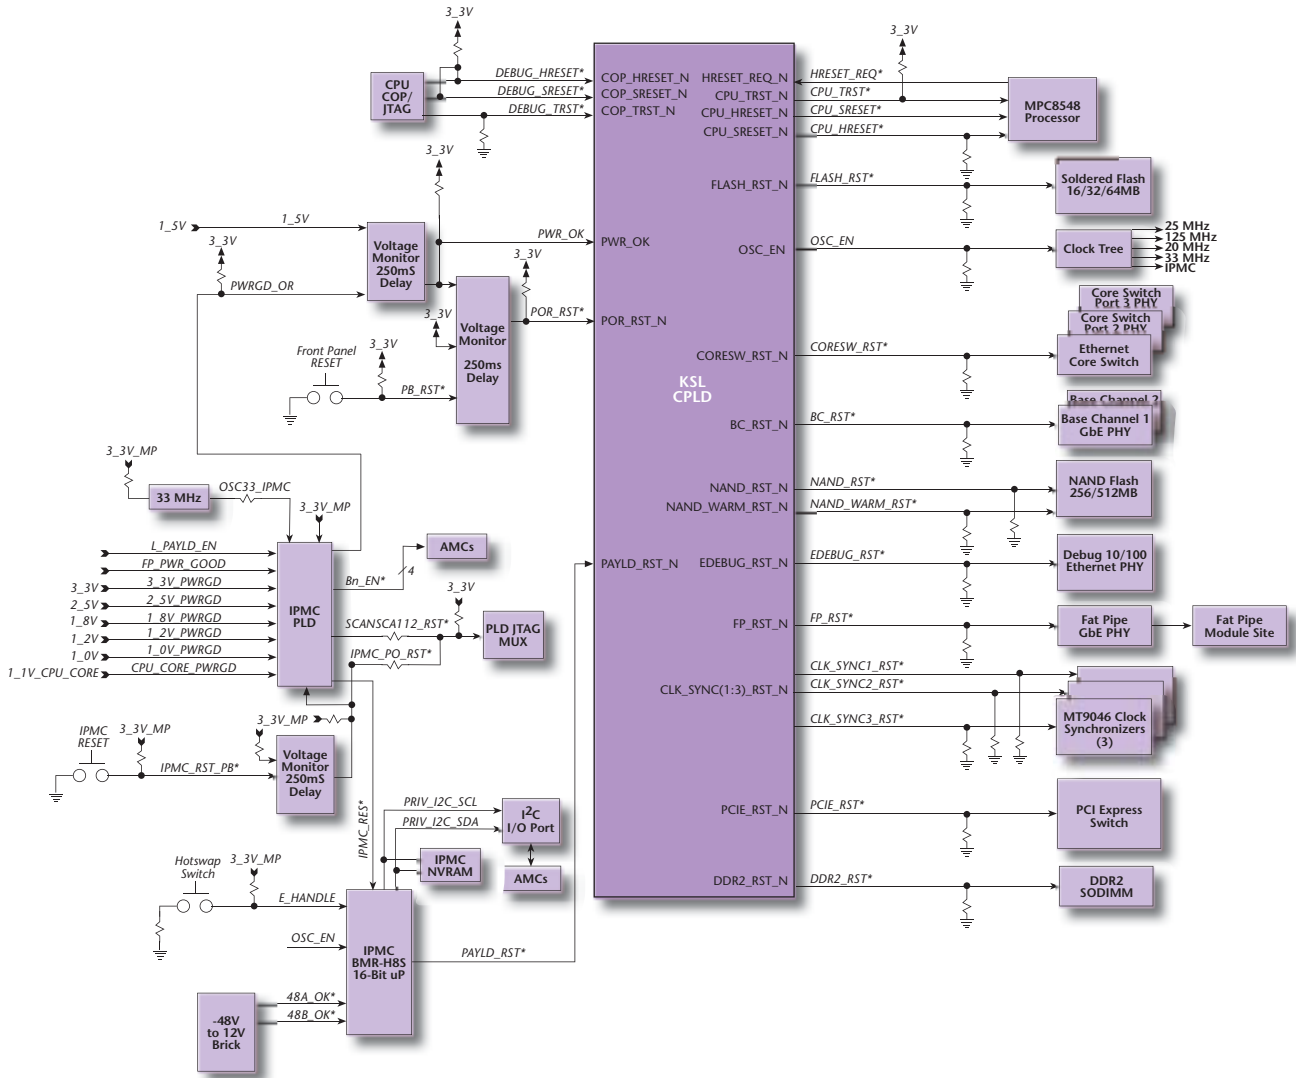 3_3V
3_3V
CPU
COP/
JTAG
DEBUG_HRESET*
DEBUG_SRESET*
DEBUG_TRST*
COP_HRESET_N
COP_SRESET_N
COP_TRST_N
HRESET_REQ_N
CPU_TRST_N
CPU_HRESET_N
CPU_SRESET_N
HRESET_REQ*
CPU_TRST*
CPU_SRESET*
CPU_HRESET*
MPC8548
Processor
3_3V
FLASH_RST_N
FLASH_RST*
Soldered Flash
16/32/64MB
1_5V
1_5V
3_3V
PWRGD_OR
Voltage
Monitor
250mS
Delay
PWR_OK
PWR_OK
3_3V
OSC_EN
OSC_EN
Clock Tree
25 MHz
125 MHz
20 MHz
33 MHz
IPMC
3_3V
Voltage
Monitor
250ms
Delay
POR_RST*
POR_RST_N
Front Panel
RESET
3_3V
PB_RST*
KSL
CPLD
CORESW_RST_N
CORESW_RST*
Core Switch
Port 3 PHY
Core Switch
Port 2 PHY
Ethernet
Core Switch
BC_RST_N
BC_RST*
Base Channel 2
Base Channel 1
GbE PHY
3_3V_MP
33 MHz
OSC33_IPMC
3_3V_MP
NAND_RST_N
NAND_WARM_RST_N
NAND_RST*
NAND_WARM_RST*
NAND Flash
256/512MB
L_PAYLD_EN
FP_PWR_GOOD
3_3V
3_3V_PWRGD
2_5V
2_5V_PWRGD
1_8V
1_8V_PWRGD
1_2V
1_2V_PWRGD
1_0V
1_0V_PWRGD
1_1V_CPU_CORE
CPU_CORE_PWRGD
IPMC
PLD
Bn_EN*
4
AMCs
SCANSCA112_RST*
IPMC_PO_RST*
3_3V
PLD JTAG
MUX
PAYLD_RST_N
EDEBUG_RST_N
EDEBUG_RST*
Debug 10/100
Ethernet PHY
FP_RST_N
FP_RST*
Fat Pipe
GbE PHY
Fat Pipe
Module Site
CLK_SYNC(1:3)_RST_N
CLK_SYNC1_RST*
CLK_SYNC2_RST*
CLK_SYNC3_RST*
MT9046 Clock
Synchronizers
(3)
IPMC
RESET
3_3V_MP
IPMC_RST_PB*
3_3V_MP
Voltage
Monitor
250mS
Delay
IPMC_RES*
PRIV_I2C_SCL
PRIV_I2C_SDA
I2C
I/O Port
IPMC
NVRAM
AMCs
PCIE_RST_N
PCIE_RST*
PCI Express
Switch
DDR2_RST_N
DDR2_RST*
DDR2
SODIMM
Hotswap
Switch
3_3V_MP
E_HANDLE
OSC_EN
IPMC
BMR-H8S
16-Bit uP
PAYLD_RST*
-48V
to 12V
Brick
48A_OK*
48B_OK*